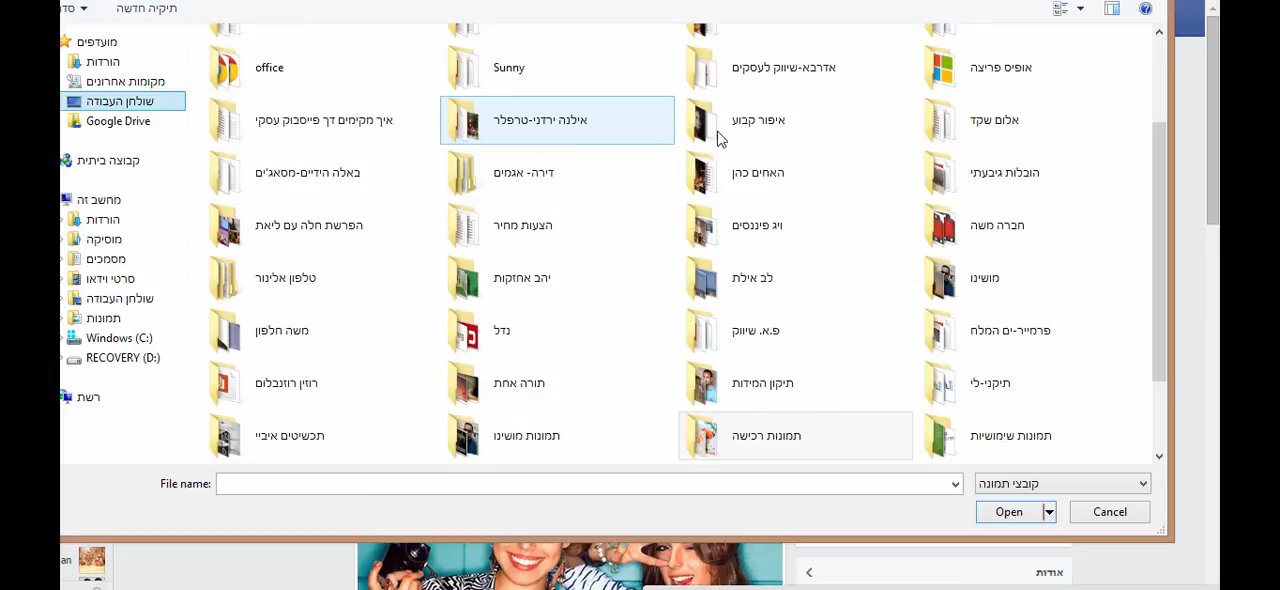 תיקיה חדשה
סדר
מועדפים
הורדות
מקומות אחרונים
שולחן העבודה
Google Drive
קבוצה ביתית
מחשב זה
הורדות
מוסיקה
מסמכים
סרטי וידאו
שולחן העבודה
תמונות
Windows (C:)
RECOVERY (D:)
רשת
office
Sunny
אדרבא-שיווק לעסקים
אופיס פריצה
איך מקימים דך פייסבוק עסקי
אילנה ירדני-טרפלר
איפור קבוע
אלום שקד
באלה הידיים-מסאג'ים
דירה- אגמים
האחים כהן
הובלות גיבעתי
הפרשת חלה עם ליאת
הצעות מחיר
ויג פיננסים
חברה משה
טלפון אלינור
יהב אחזקות
לב אילת
מושינו
משה חלפון
נדל
פ.א. שיווק
פרמייר-ים המלח
רוזין רוזנבלום
תורה אחת
תיקון המידות
תיקני-לי
תכשיטים איביי
תמונות מושינו
תמונות רכישה
תמונות שימושיות
File name:
קובצי תמונה
Open
Cancel
an
אודות